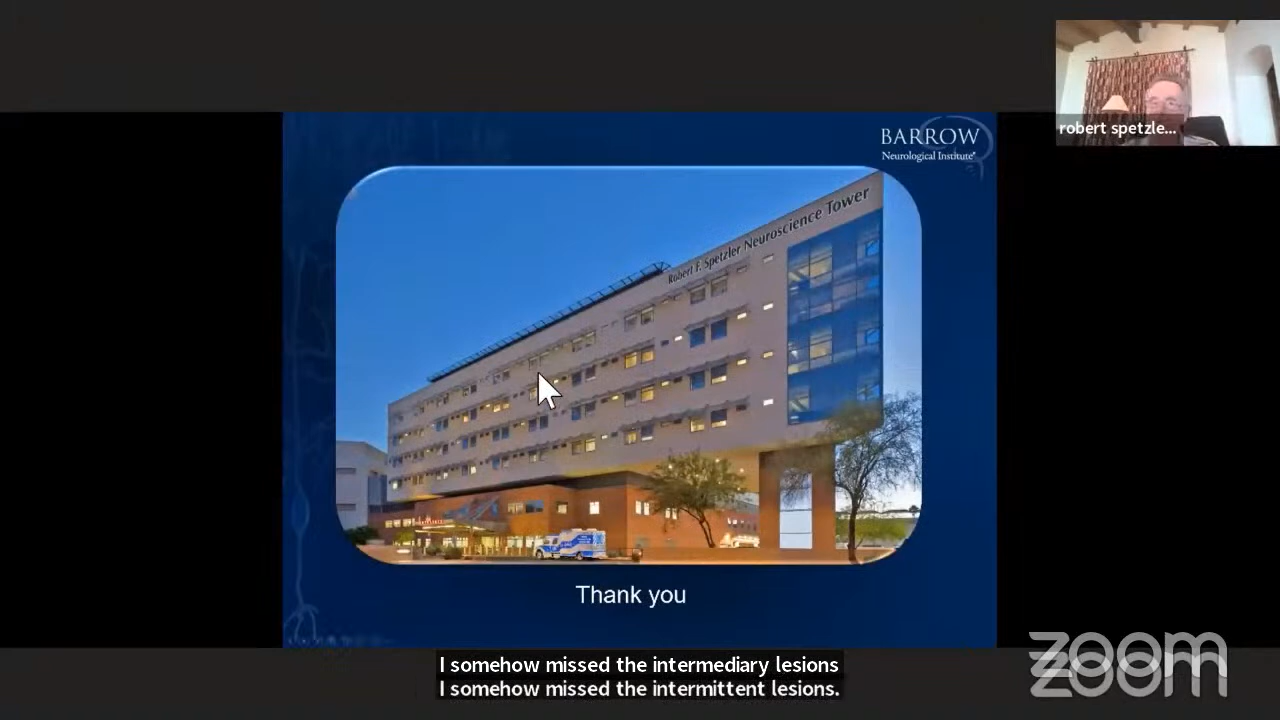 robert spetzle...
BARROW
Neurological Institute®
Robert F. Spetzler Neuroscience Tower
Thank you
I somehow missed the intermediary lesions
I somehow missed the intermittent lesions.
zoom